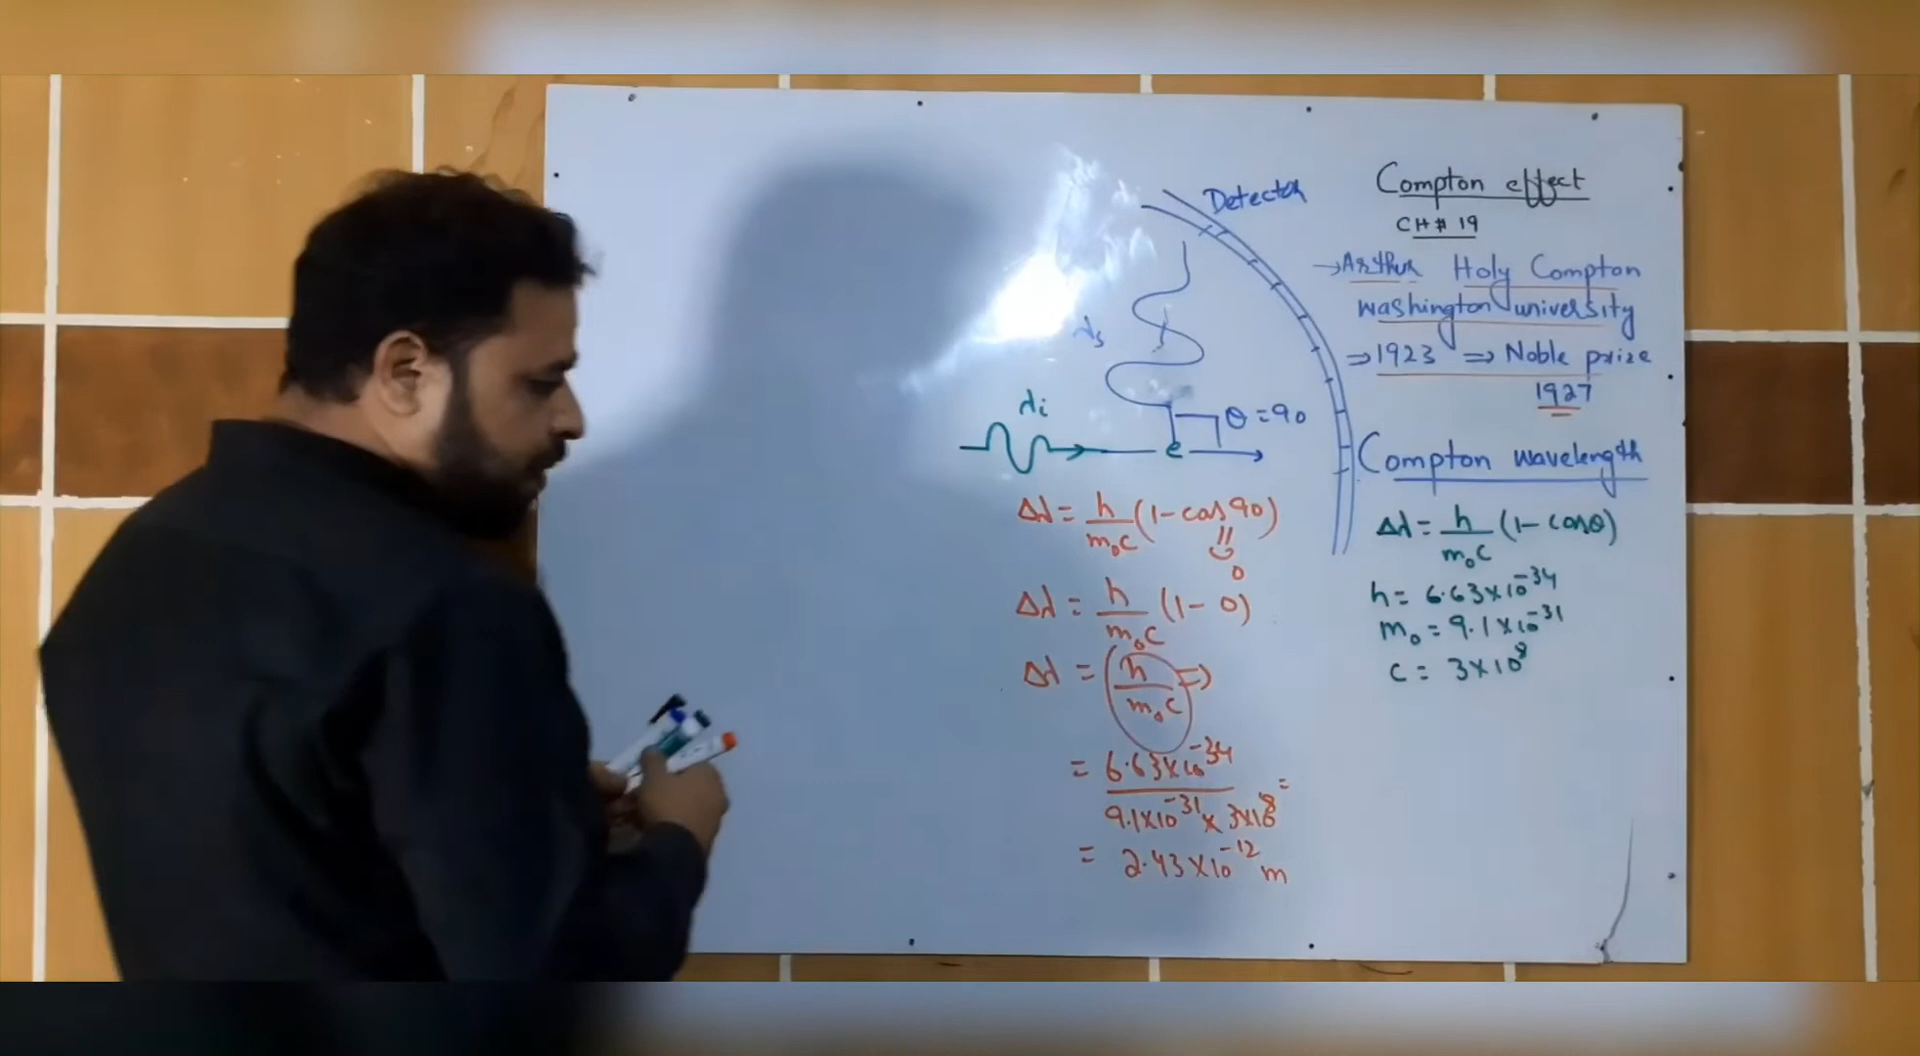 Compton effect
CH# 19
→ Arthur Holy Compton
washington university
⇒ 1923 ⇒ Noble prize
1927
Compton wavelength
Δλ = h/m₀c (1 - cosθ)
h = 6.63×10⁻³⁴
m₀ = 9.1×10⁻³¹
c = 3×10⁸
Detector
λs
λi
θ = 90
e
Δλ = h/m₀c (1 - cos 90)
0
Δλ = h/m₀c (1 - 0)
Δλ = h/m₀c ⇒
= 6.63×10⁻³⁴ / 9.1×10⁻³¹ × 3×10⁸ =
= 2.43×10⁻¹² m